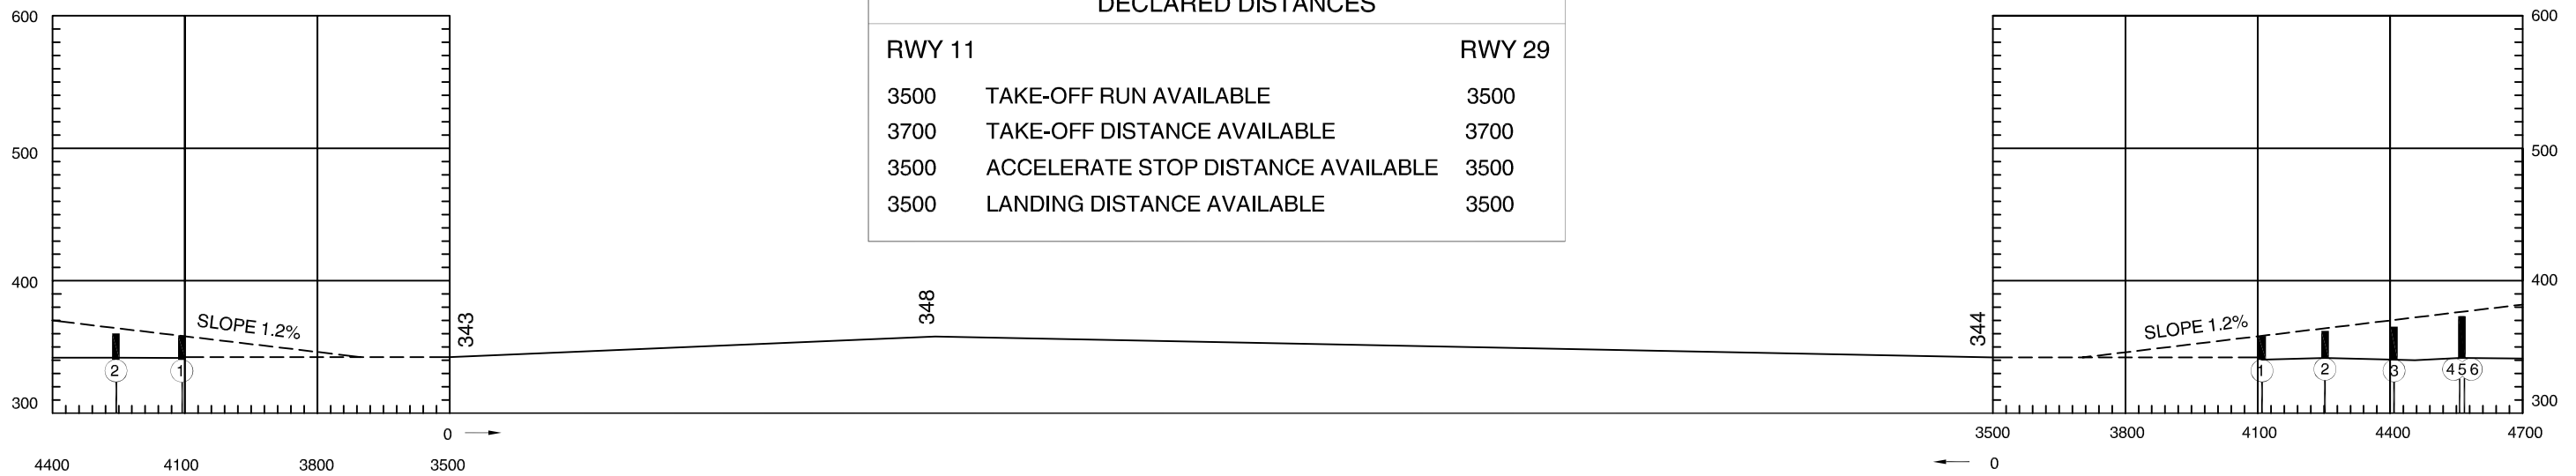 DECLARED DISTANCES
RWY 11 RWY 29
3500 TAKE-OFF RUN AVAILABLE 3500
3700 TAKE-OFF DISTANCE AVAILABLE 3700
3500 ACCELERATE STOP DISTANCE AVAILABLE 3500
3500 LANDING DISTANCE AVAILABLE 3500
600
500
400
300
SLOPE 1.2%
2
1
343
348
344
SLOPE 1.2%
1
2
3
4 5 6
600
500
400
300
0
4400 4100 3800 3500
3500 3800 4100 4400 4700
0